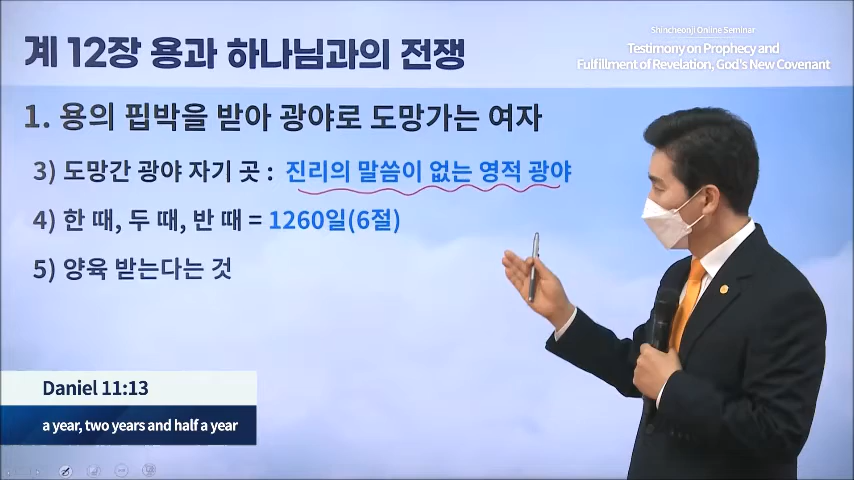 계 12장 용과 하나님과의 전쟁
Shincheonji Online Seminar
Testimony on Prophecy and
Fulfillment of Revelation, God's New Covenant
1. 용의 핍박을 받아 광야로 도망가는 여자
3) 도망간 광야 자기 곳 : 진리의 말씀이 없는 영적 광야
4) 한 때, 두 때, 반 때 = 1260일(6절)
5) 양육 받는다는 것
Daniel 11:13
a year, two years and half a year